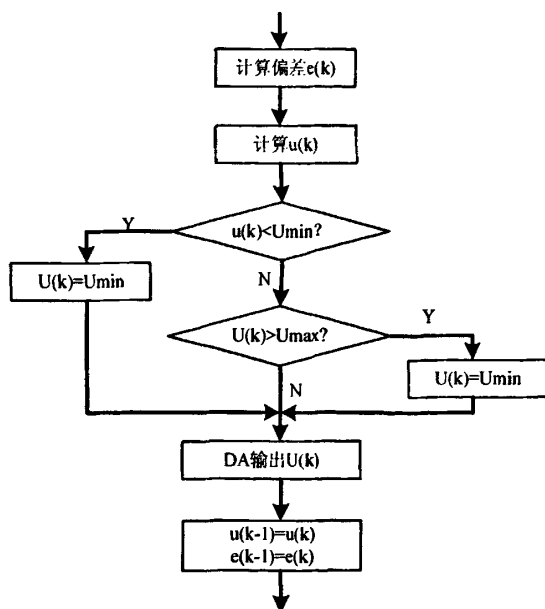 计算偏差e(k)
计算u(k)
u(k)<Umin?
Y
U(k)=Umin
N
U(k)>Umax?
Y
U(k)=Umin
N
DA输出U(k)
u(k-1)=u(k)
e(k-1)=e(k)